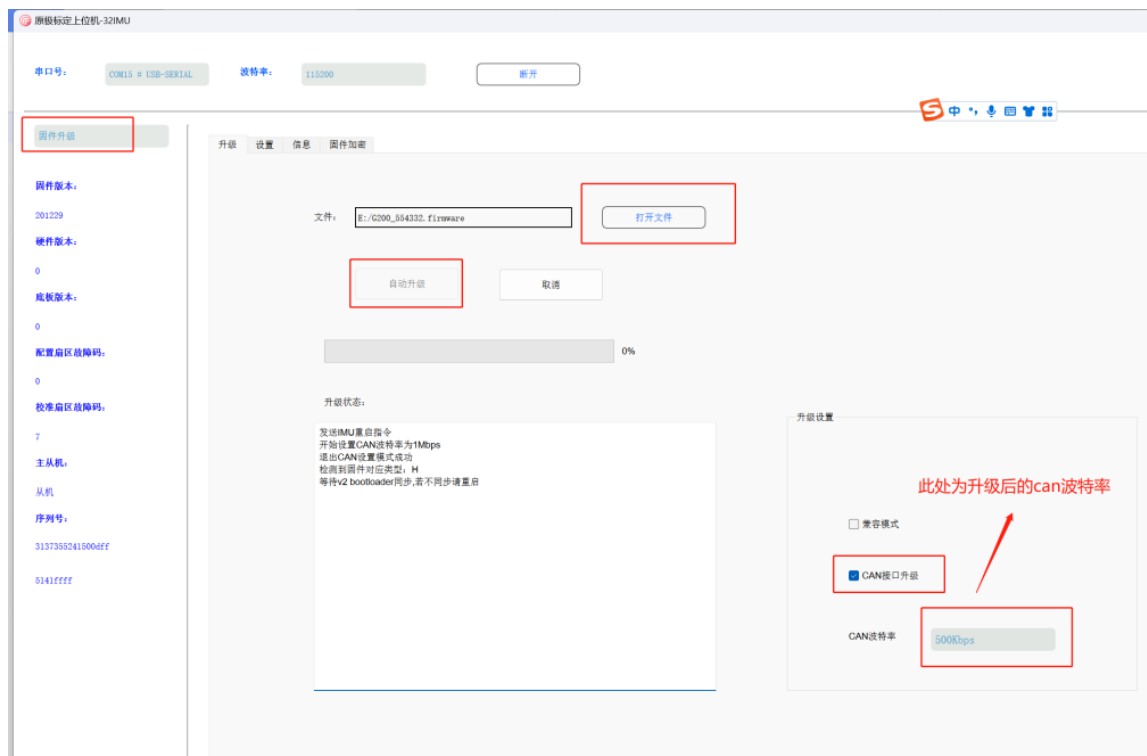 原极标定上位机-32IMU
串口号：
COM15 # USB-SERIAL
波特率：
115200
断开
中
固件升级
升级 设置 信息 固件加密
固件版本：
201229
硬件版本：
0
底板版本：
0
配置扇区故障码：
0
校准扇区故障码：
7
主从机：
从机
序列号：
3137355241500dff
5141ffff
文件：
E:/G200_554332.firmware
打开文件
自动升级
取消
0%
升级状态：
发送IMU重启指令
开始设置CAN波特率为1Mbps
退出CAN设置模式成功
检测到固件对应类型：H
等待v2 bootloader同步,若不同步请重启
升级设置
此处为升级后的can波特率
兼容模式
CAN接口升级
CAN波特率
500Kbps